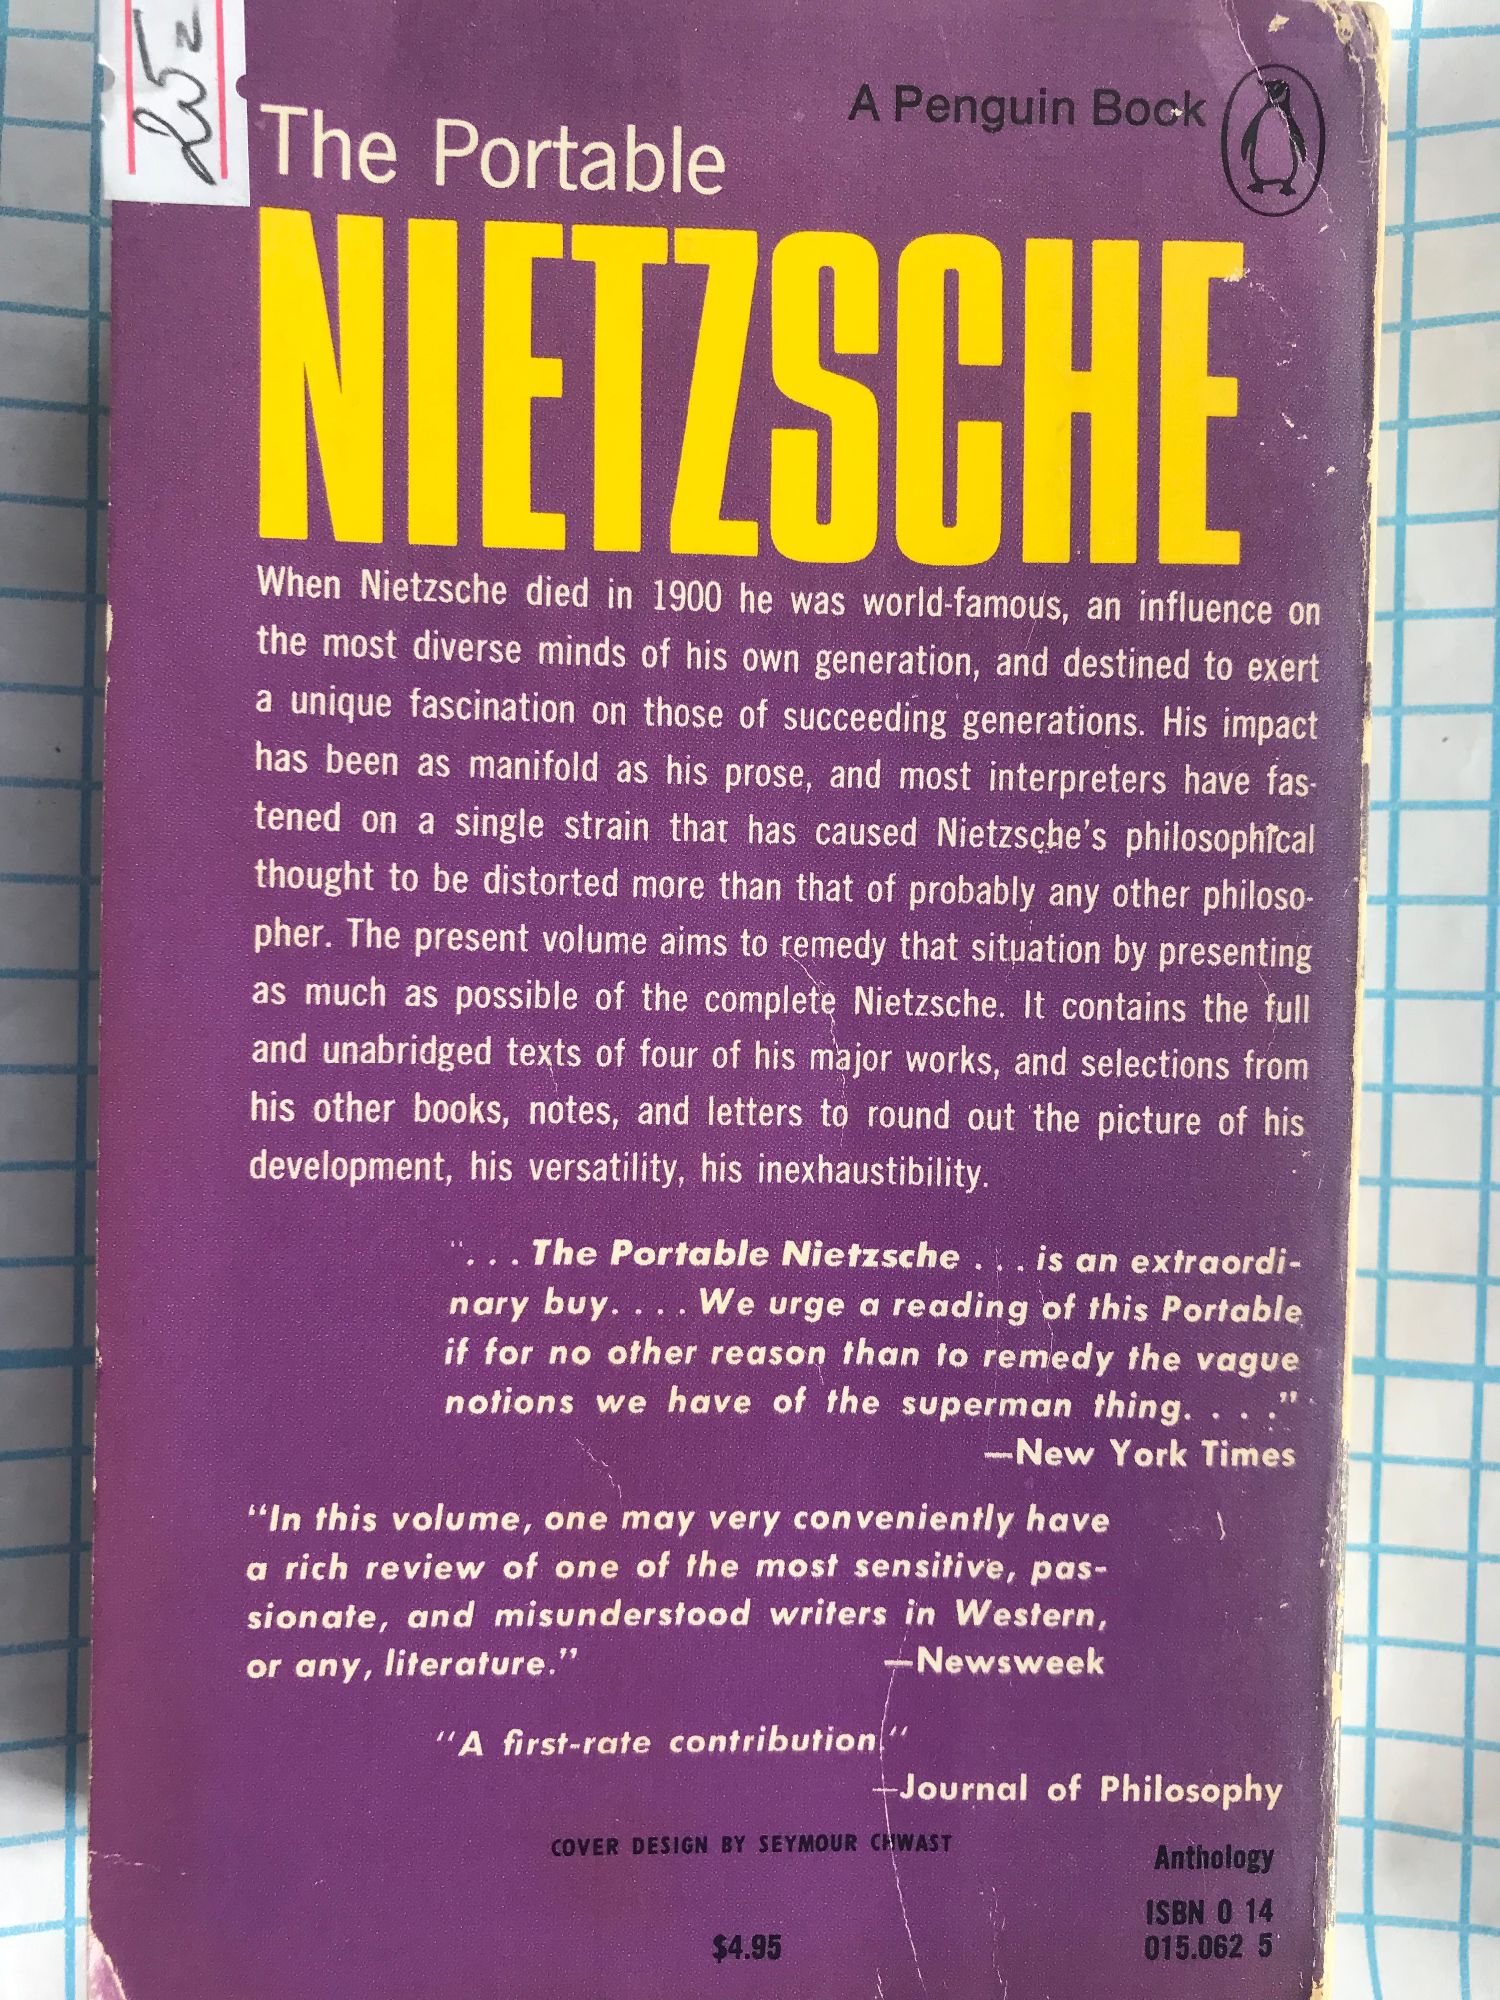 A Penguin Book
The Portable
NIETZSCHE
When Nietzsche died in 1900 he was world-famous, an influence on
the most diverse minds of his own generation, and destined to exert
a unique fascination on those of succeeding generations. His impact
has been as manifold as his prose, and most interpreters have fas-
tened on a single strain that has caused Nietzsche's philosophical
thought to be distorted more than that of probably any other philoso-
pher. The present volume aims to remedy that situation by presenting
as much as possible of the complete Nietzsche. It contains the full
and unabridged texts of four of his major works, and selections from
his other books, notes, and letters to round out the picture of his
development, his versatility, his inexhaustibility.
". . . The Portable Nietzsche . . . is an extraordi-
nary buy. . . . We urge a reading of this Portable
if for no other reason than to remedy the vague
notions we have of the superman thing. . . ."
—New York Times
"In this volume, one may very conveniently have
a rich review of one of the most sensitive, pas-
sionate, and misunderstood writers in Western,
or any, literature." —Newsweek
"A first-rate contribution."
—Journal of Philosophy
COVER DESIGN BY SEYMOUR CHWAST
Anthology
ISBN 0 14
$4.95 015.062 5